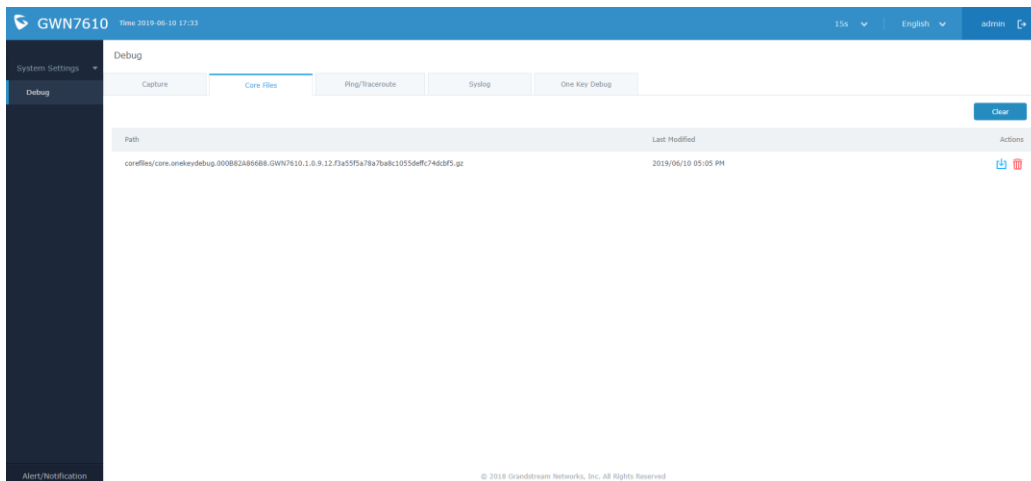 GWN7610 Time 2019-06-10 17:33 15s English admin
System Settings
Debug
Debug
Capture Core Files Ping/Traceroute Syslog One Key Debug
Clear
Path Last Modified Actions
corefiles/core.onekeydebug.000B82A866B8.GWN7610.1.0.9.12.f3a55f5a78a7ba8c1055deffc74dcbf5.gz 2019/06/10 05:05 PM
Alert/Notification
© 2018 Grandstream Networks, Inc. All Rights Reserved